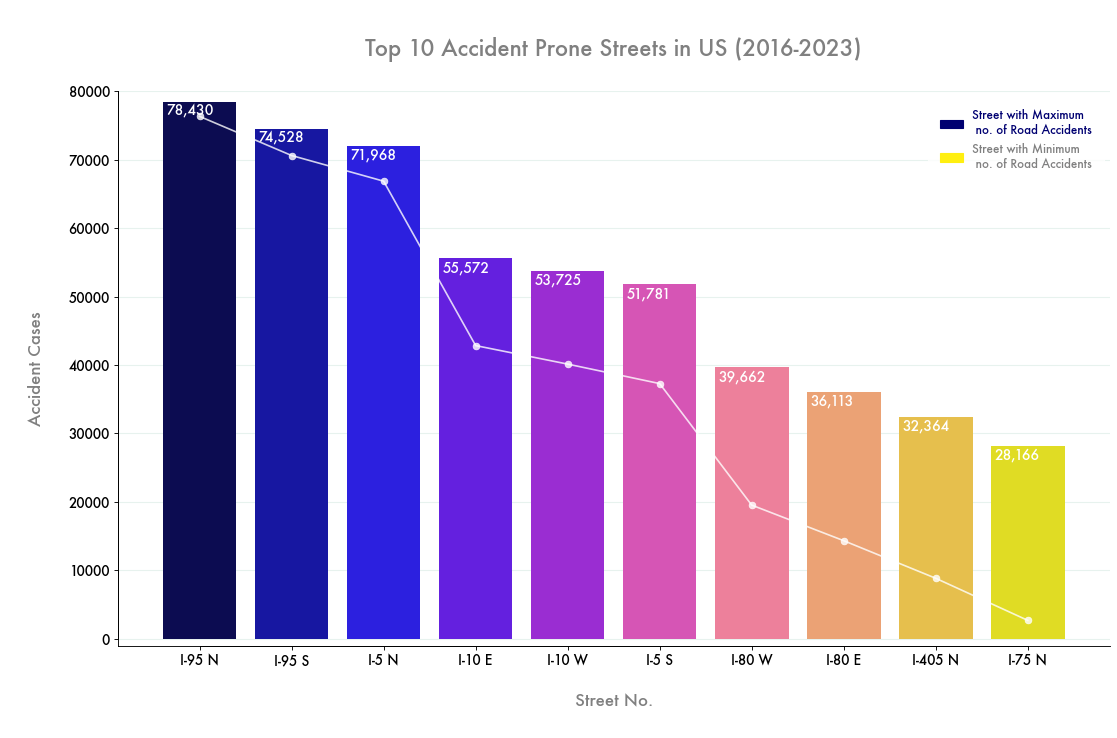 Top 10 Accident Prone Streets in US (2016-2023)
Street with Maximum
no. of Road Accidents
Street with Minimum
no. of Road Accidents
Accident Cases
80000
70000
60000
50000
40000
30000
20000
10000
0
78,430
74,528
71,968
55,572
53,725
51,781
39,662
36,113
32,364
28,166
I-95 N
I-95 S
I-5 N
I-10 E
I-10 W
I-5 S
I-80 W
I-80 E
I-405 N
I-75 N
Street No.